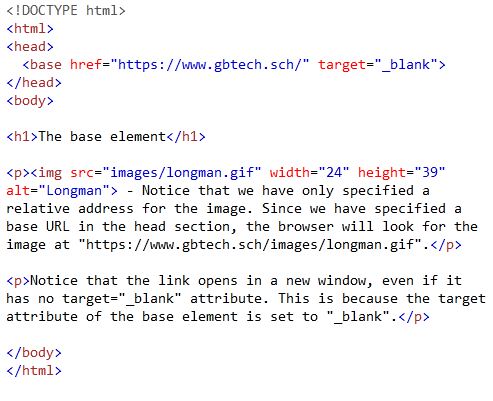 <!DOCTYPE html>
<html>
<head>
  <base href="https://www.gbtech.sch/" target="_blank">
</head>
<body>

<h1>The base element</h1>

<p><img src="images/longman.gif" width="24" height="39"
alt="Longman"> - Notice that we have only specified a
relative address for the image. Since we have specified a
base URL in the head section, the browser will look for the
image at "https://www.gbtech.sch/images/longman.gif".</p>

<p>Notice that the link opens in a new window, even if it
has no target="_blank" attribute. This is because the target
attribute of the base element is set to "_blank".</p>

</body>
</html>